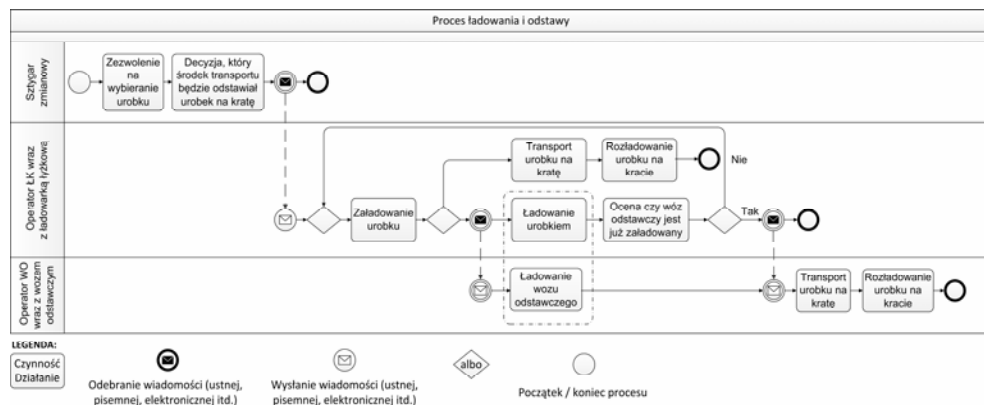 Proces ładowania i odstawy
Sztygar
zmianowy
Zezwolenie
na
wybieranie
urobku
Decyzja, który
środek transportu
będzie odstawiał
urobek na kratę
Operator ŁK wraz
z ładowarką łyżkową
Transport
urobku na
kratę
Rozładowanie
urobku na
kracie
Nie
Załadowanie
urobku
Ładowanie
urobkiem
Ocena czy wóz
odstawczy jest
już załadowany
Tak
Operator WO
wraz z wozem
odstawczym
Ładowanie
wozu
odstawczego
Transport
urobku na
kratę
Rozładowanie
urobku na
kracie
LEGENDA:
Czynność
Działanie
Odebranie wiadomości (ustnej,
pisemnej, elektronicznej itd.)
Wysłanie wiadomości (ustnej,
pisemnej, elektronicznej itd.)
albo
Początek / koniec procesu